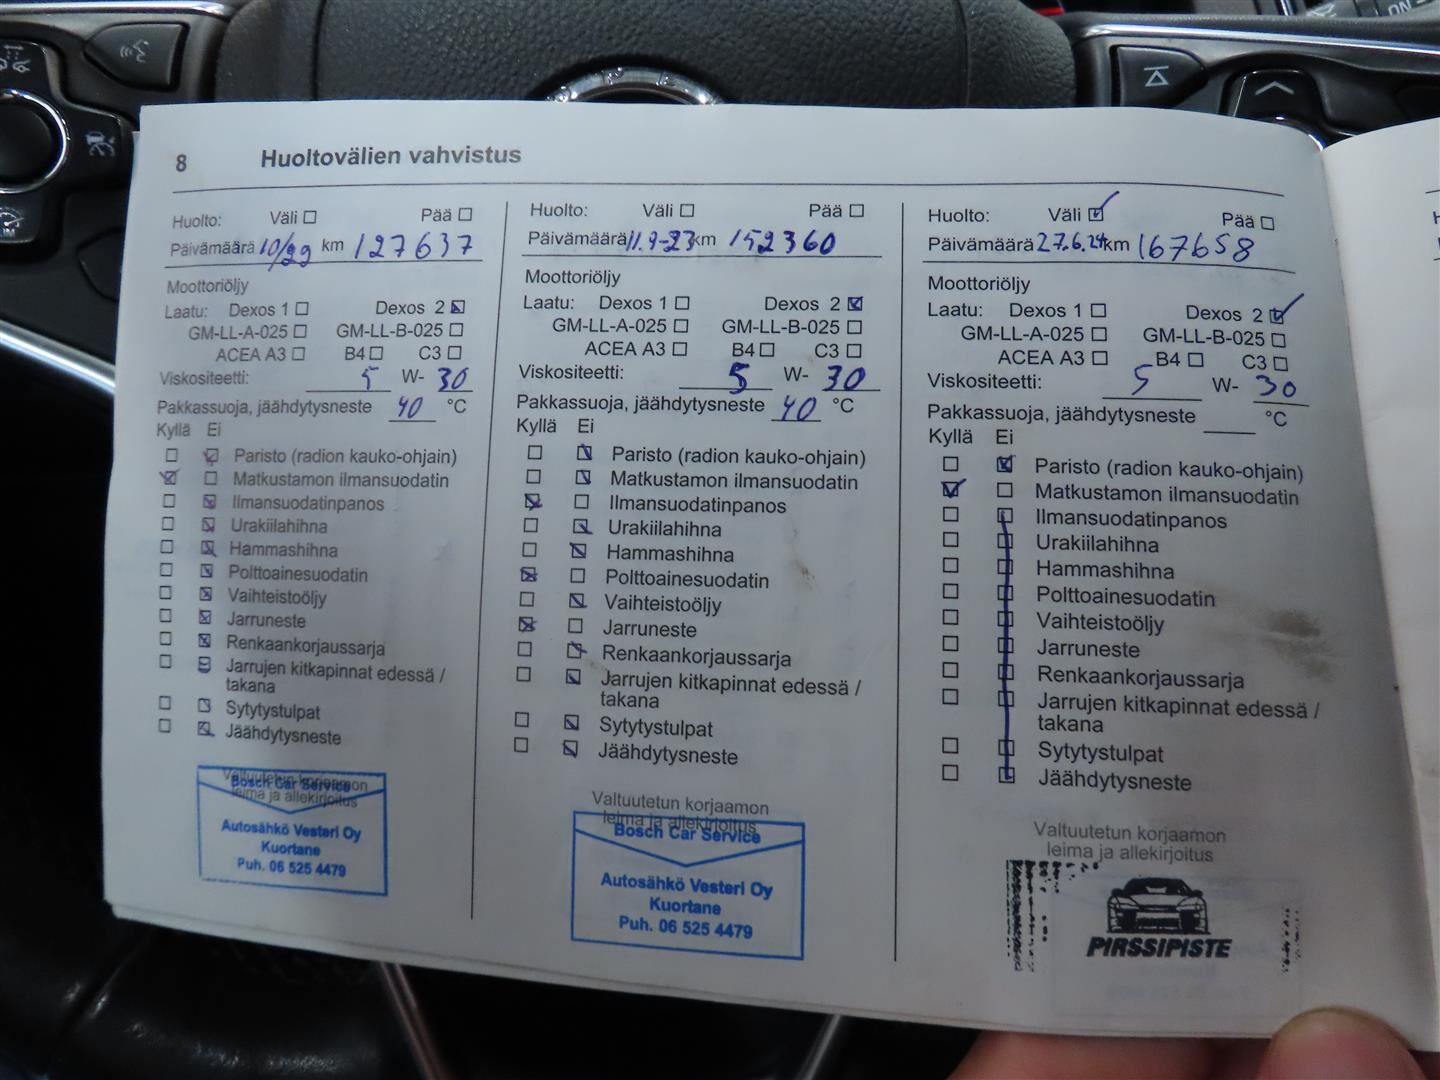 8 Huoltovälien vahvistus
Huolto: Väli ☐ Pää ☐
Päivämäärä 10/22 km 127637
Moottoriöljy
Laatu: Dexos 1 ☐ Dexos 2 ☒
GM-LL-A-025 ☐ GM-LL-B-025 ☐
ACEA A3 ☐ B4 ☐ C3 ☐
Viskositeetti: 5 W- 30
Pakkassuoja, jäähdytysneste 40 °C
Kyllä Ei
☐ ☒ Paristo (radion kauko-ohjain)
☒ ☐ Matkustamon ilmansuodatin
☐ ☒ Ilmansuodatinpanos
☐ ☒ Urakiilahihna
☐ ☒ Hammashihna
☐ ☒ Polttoainesuodatin
☐ ☒ Vaihteistoöljy
☐ ☒ Jarruneste
☐ ☒ Renkaankorjaussarja
☐ ☒ Jarrujen kitkapinnat edessä /
takana
☐ ☒ Sytytystulpat
☐ ☒ Jäähdytysneste
Valtuutetun korjaamon
leima ja allekirjoitus
Bosch Car Service
Autosähkö Vesteri Oy
Kuortane
Puh. 06 525 4479
Huolto: Väli ☐ Pää ☐
Päivämäärä 11.9-23 km 152360
Moottoriöljy
Laatu: Dexos 1 ☐ Dexos 2 ☒
GM-LL-A-025 ☐ GM-LL-B-025 ☐
ACEA A3 ☐ B4 ☐ C3 ☐
Viskositeetti: 5 W- 30
Pakkassuoja, jäähdytysneste 40 °C
Kyllä Ei
☐ ☒ Paristo (radion kauko-ohjain)
☐ ☒ Matkustamon ilmansuodatin
☒ ☐ Ilmansuodatinpanos
☐ ☒ Urakiilahihna
☐ ☒ Hammashihna
☒ ☐ Polttoainesuodatin
☐ ☒ Vaihteistoöljy
☒ ☐ Jarruneste
☐ ☒ Renkaankorjaussarja
☐ ☒ Jarrujen kitkapinnat edessä /
takana
☐ ☒ Sytytystulpat
☐ ☒ Jäähdytysneste
Valtuutetun korjaamon
leima ja allekirjoitus
Bosch Car Service
Autosähkö Vesteri Oy
Kuortane
Puh. 06 525 4479
Huolto: Väli ☑ Pää ☐
Päivämäärä 27.6.24 km 167658
Moottoriöljy
Laatu: Dexos 1 ☐ Dexos 2 ☑
GM-LL-A-025 ☐ GM-LL-B-025 ☐
ACEA A3 ☐ B4 ☐ C3 ☐
Viskositeetti: 5 W- 30
Pakkassuoja, jäähdytysneste °C
Kyllä Ei
☐ ☑ Paristo (radion kauko-ohjain)
☑ ☐ Matkustamon ilmansuodatin
☐ ☐ Ilmansuodatinpanos
☐ ☐ Urakiilahihna
☐ ☐ Hammashihna
☐ ☐ Polttoainesuodatin
☐ ☐ Vaihteistoöljy
☐ ☐ Jarruneste
☐ ☐ Renkaankorjaussarja
☐ ☐ Jarrujen kitkapinnat edessä /
takana
☐ ☐ Sytytystulpat
☐ ☐ Jäähdytysneste
Valtuutetun korjaamon
leima ja allekirjoitus
PIRSSIPISTE
ON